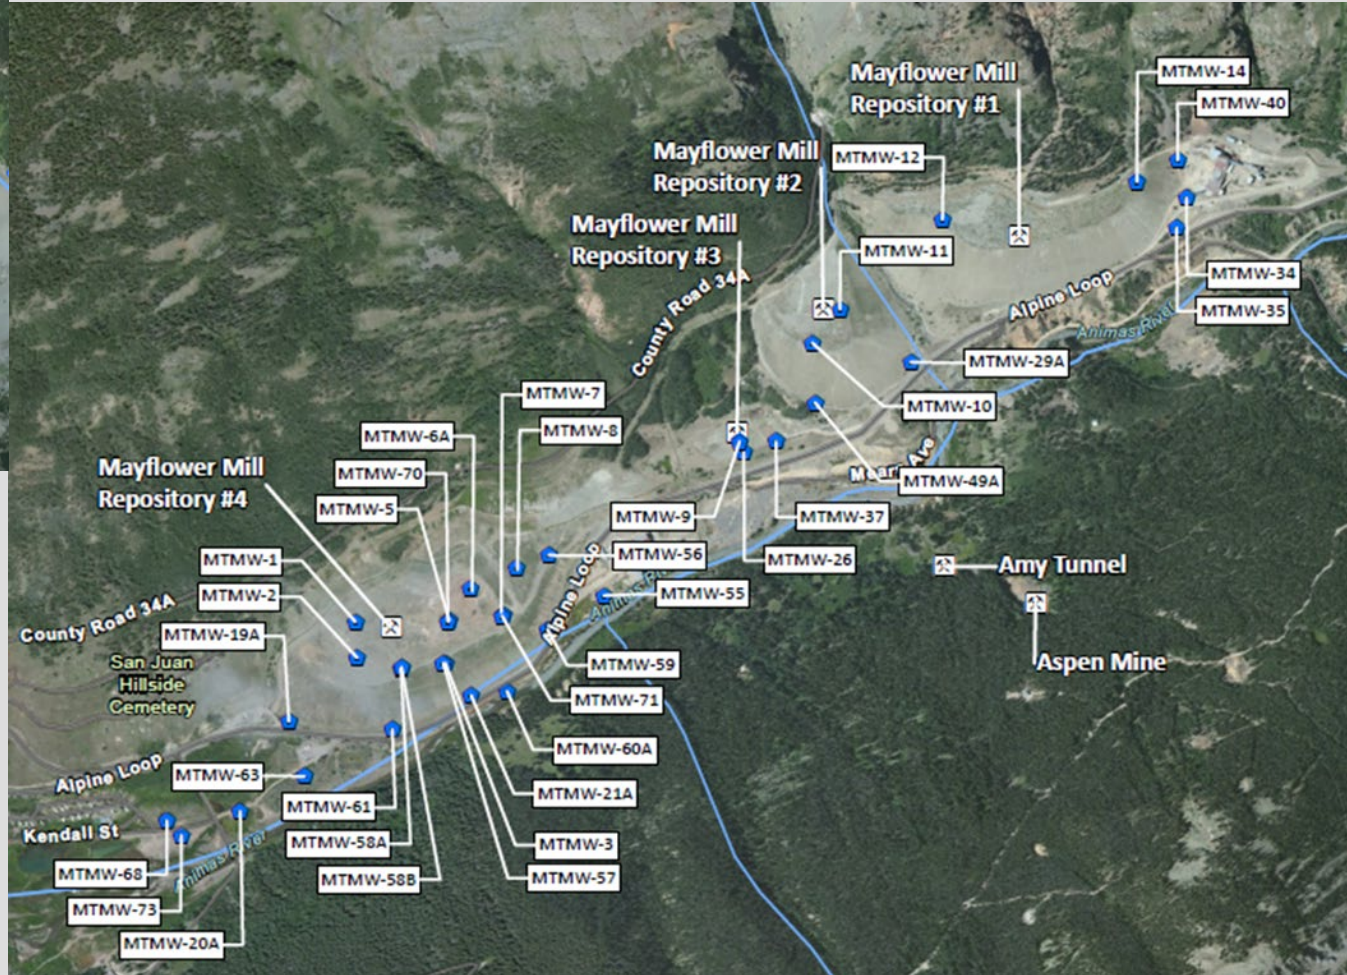 MTMW-14
Mayflower Mill
Repository #1
MTMW-40
Mayflower Mill
Repository #2
MTMW-12
Mayflower Mill
Repository #3
MTMW-11
County Road 34A
Alpine Loop
MTMW-34
Animas River
MTMW-35
MTMW-29A
MTMW-7
MTMW-10
MTMW-8
MTMW-6A
Mayflower Mill
Repository #4
MTMW-70
Ave
MTMW-49A
MTMW-5
MTMW-9
MTMW-37
MTMW-1
MTMW-56
MTMW-26
Amy Tunnel
MTMW-2
Alpine Loop
Animas
MTMW-55
County Road 34A
MTMW-19A
San Juan
Hillside
Cemetery
MTMW-59
Aspen Mine
MTMW-71
MTMW-60A
Alpine Loop
MTMW-63
MTMW-21A
MTMW-61
Kendall St
MTMW-58A
MTMW-3
Animas River
MTMW-68
MTMW-58B
MTMW-57
MTMW-73
MTMW-20A